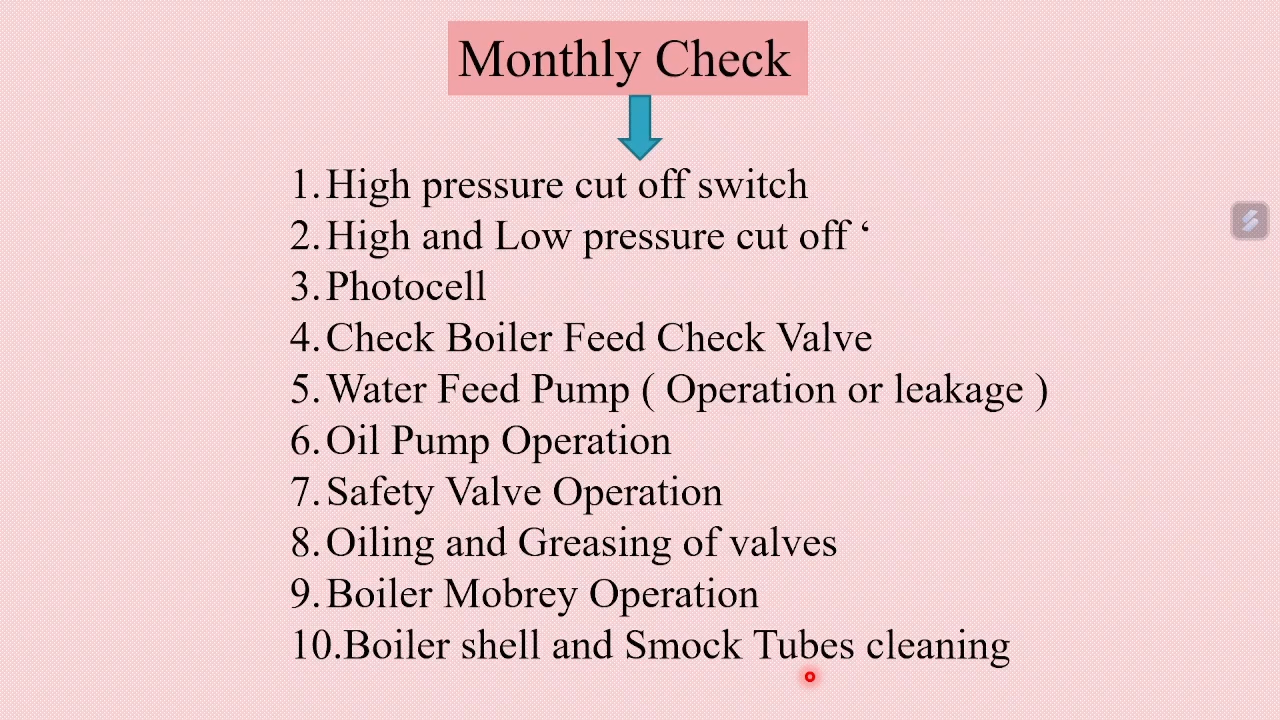 Monthly Check
1. High pressure cut off switch
2. High and Low pressure cut off ‘
3. Photocell
4. Check Boiler Feed Check Valve
5. Water Feed Pump ( Operation or leakage )
6. Oil Pump Operation
7. Safety Valve Operation
8. Oiling and Greasing of valves
9. Boiler Mobrey Operation
10.Boiler shell and Smock Tubes cleaning